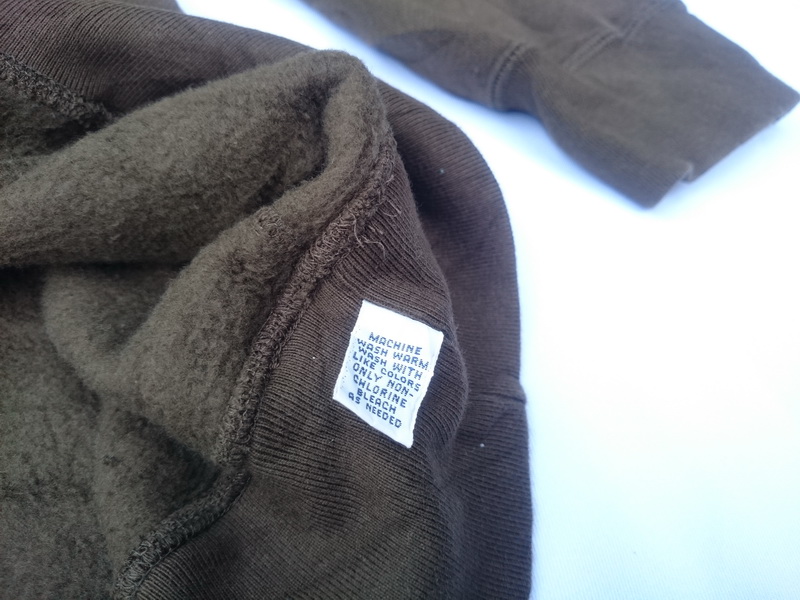 MACHINE
WASH WARM
WASH WITH
LIKE COLORS
ONLY NON-
CHLORINE
BLEACH
AS NEEDED